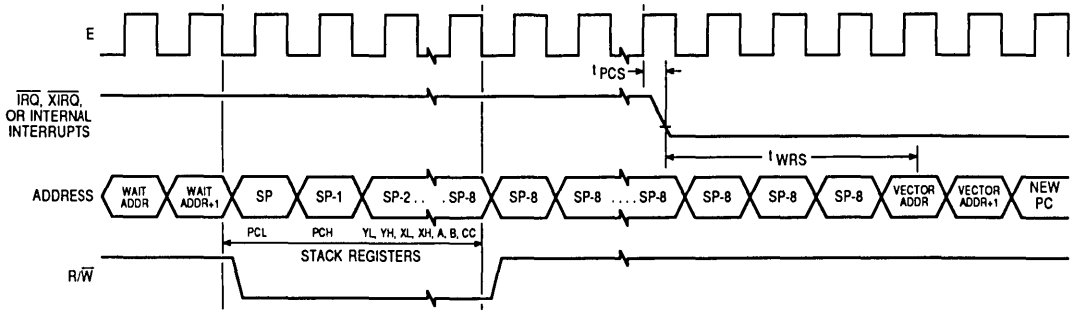 E
t PCS
IRQ, XIRQ,
OR INTERNAL
INTERRUPTS
t WRS
ADDRESS
WAIT ADDR
WAIT ADDR+1
SP
SP-1
SP-2 . . . .SP-8
SP-8
SP-8 . . . . SP-8
SP-8
SP-8
SP-8
VECTOR ADDR
VECTOR ADDR+1
NEW PC
PCL
PCH
YL, YH, XL, XH, A, B, CC
STACK REGISTERS
R/W